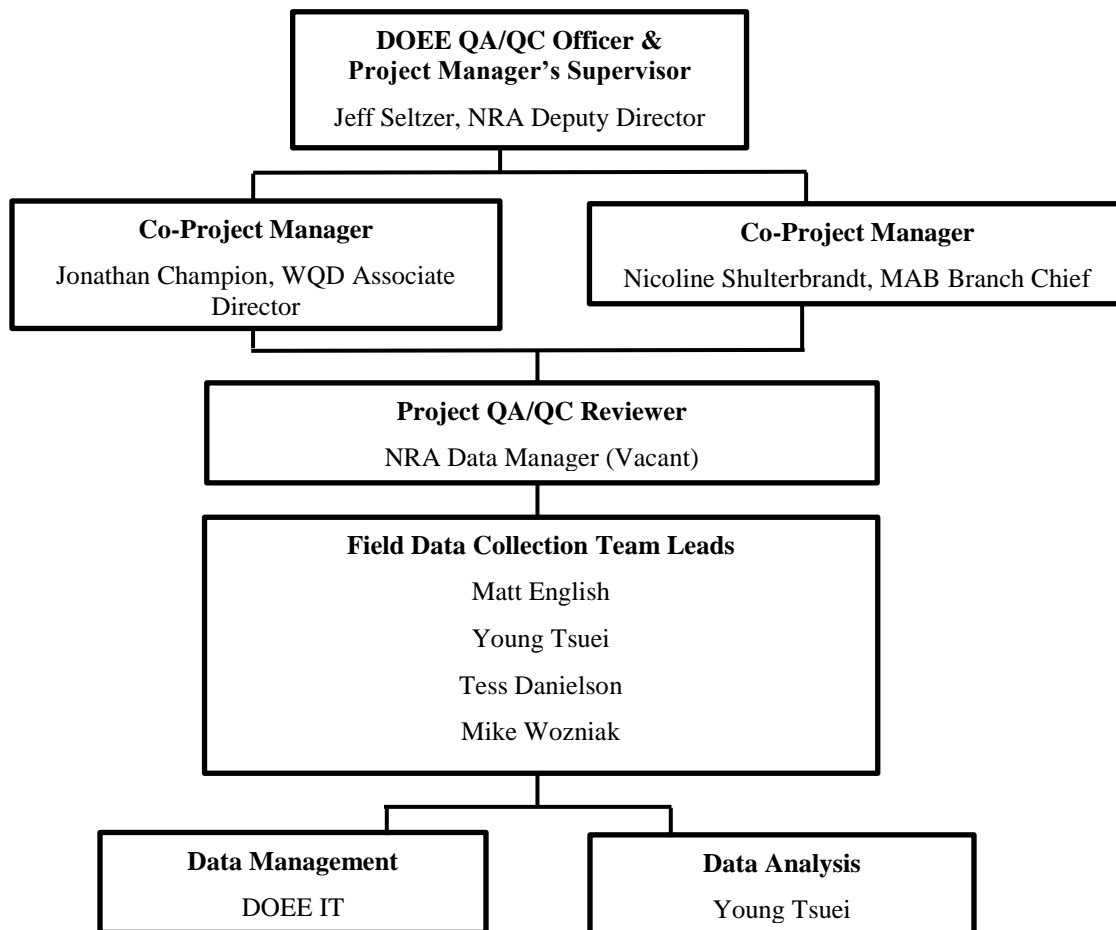 DOEE QA/QC Officer &
Project Manager’s Supervisor
Jeff Seltzer, NRA Deputy Director
Co-Project Manager
Jonathan Champion, WQD Associate
Director
Co-Project Manager
Nicoline Shulterbrandt, MAB Branch Chief
Project QA/QC Reviewer
NRA Data Manager (Vacant)
Field Data Collection Team Leads
Matt English
Young Tsuei
Tess Danielson
Mike Wozniak
Data Management
DOEE IT
Data Analysis
Young Tsuei